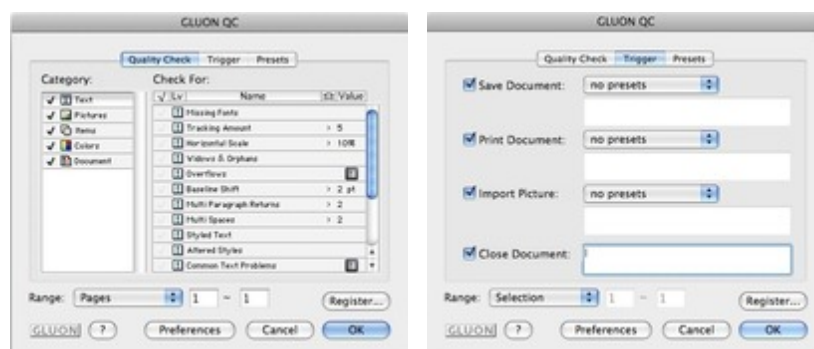 GLUON QC
Quality Check Trigger Presets
Category: Check For:
√ Lv Name Ω: Value
Text
Pictures
Items
Colors
Document
Missing Fonts
Tracking Amount > 5
Horizontal Scale > 10%
Widows & Orphans
Overflows
Baseline Shift > 2 pt
Multi Paragraph Returns > 2
Multi Spaces > 2
Styled Text
Altered Styles
Common Text Problems
Range: Pages 1 ~ 1 Register...
GLUON ? Preferences Cancel OK
GLUON QC
Quality Check Trigger Presets
Save Document: no presets
Print Document: no presets
Import Picture: no presets
Close Document:
Range: Selection 1 ~ 1 Register...
GLUON ? Preferences Cancel OK